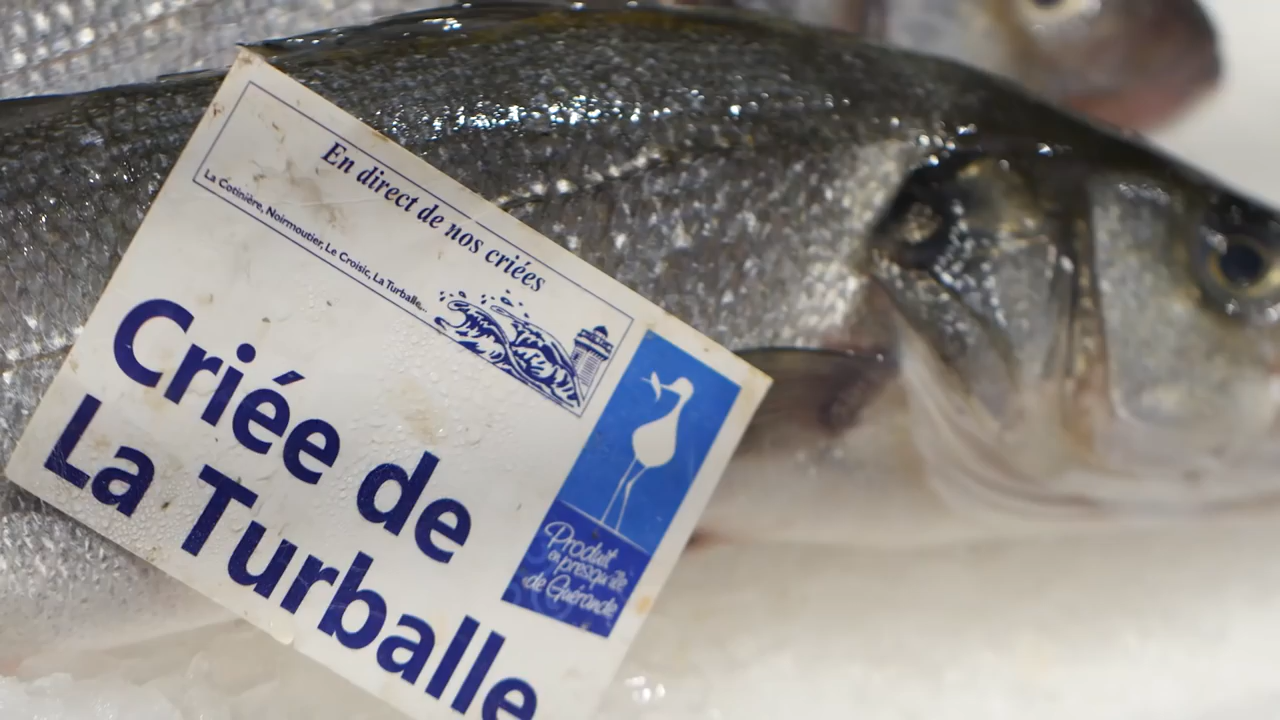 En direct de nos criées
La Cotinière, Noirmoutier, Le Croisic, La Turballe...
Criée de
La Turballe
Produit
en presqu'île
de Guérande